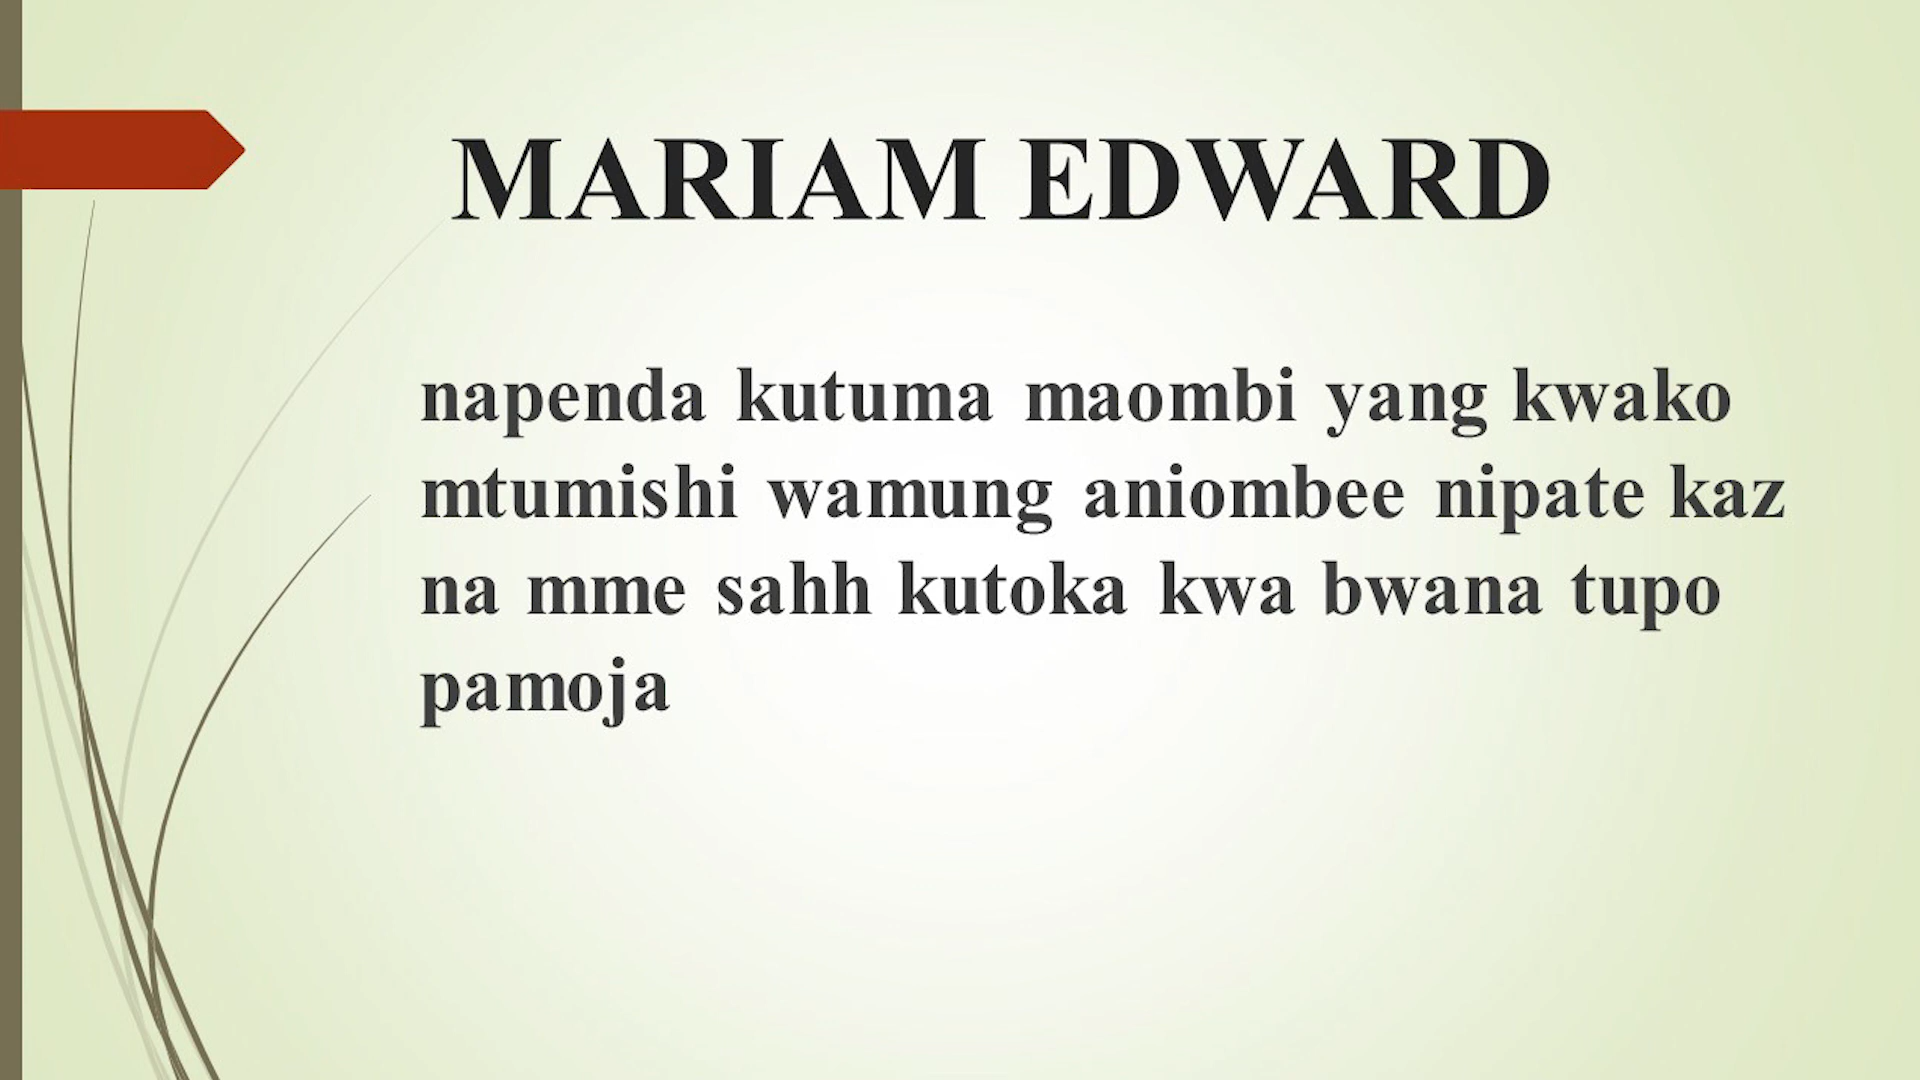 MARIAM EDWARD
napenda kutuma maombi yang kwako
mtumishi wamung aniombee nipate kaz
na mme sahh kutoka kwa bwana tupo
pamoja